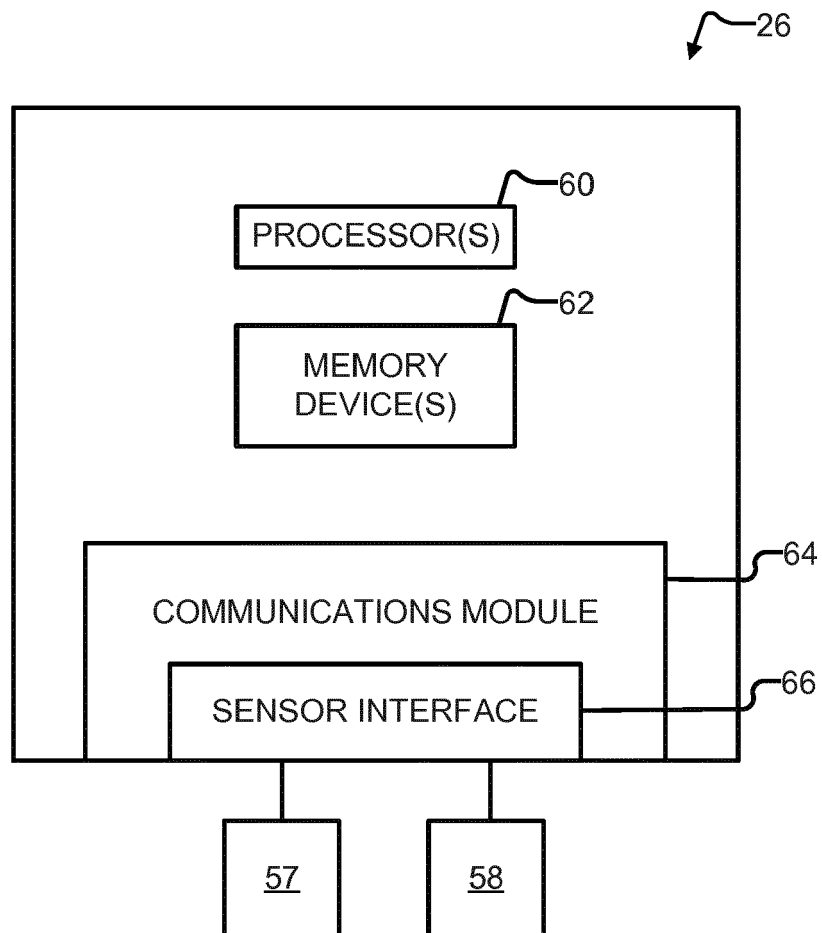 26
60
PROCESSOR(S)
62
MEMORY
DEVICE(S)
64
COMMUNICATIONS MODULE
66
SENSOR INTERFACE
57
58